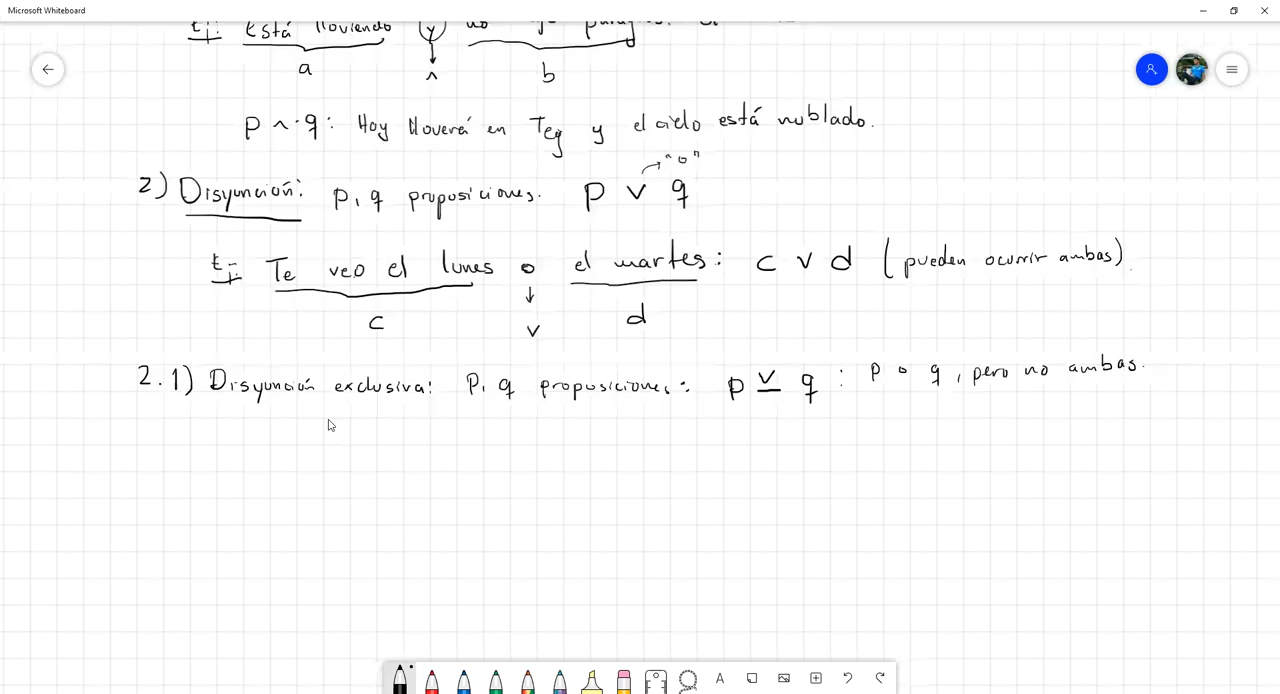 Microsoft Whiteboard
Ej: Está lloviendo y no
a ^ b
p ^ q: Hoy lloverá en Teg y el cielo está nublado.
"o"
2) Disyunción: p, q proposiciones. p v q
Ej: Te veo el lunes o el martes: c v d (pueden ocurrir ambas).
c v d
2.1) Disyunción exclusiva: p, q proposiciones: p v̲ q : p o q, pero no ambas.
A